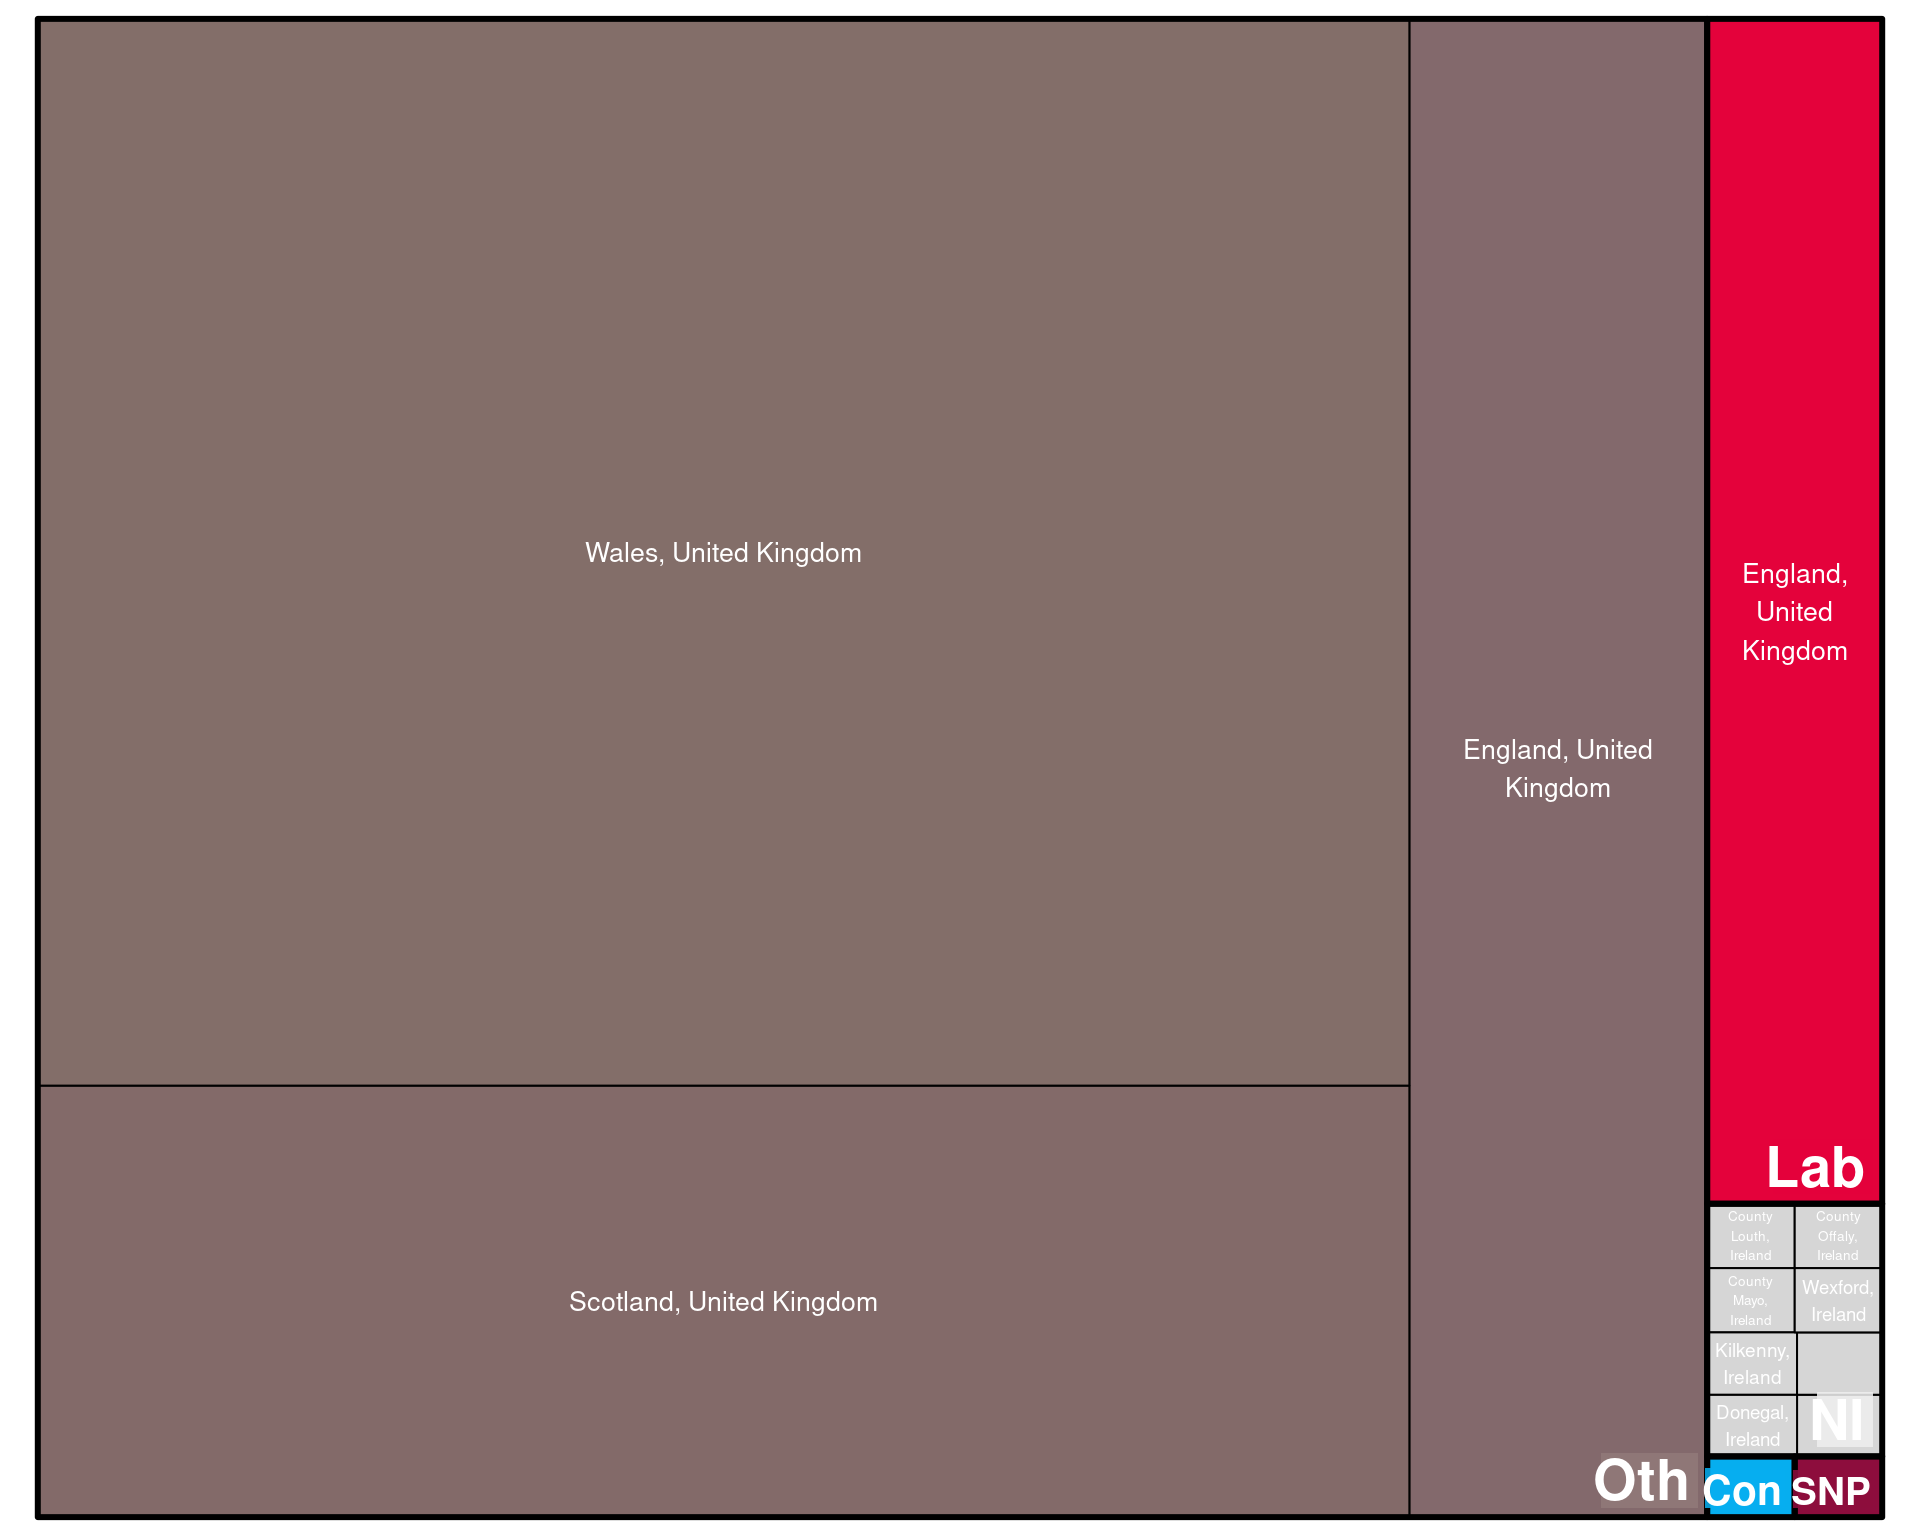 Wales, United Kingdom
Scotland, United Kingdom
England, United
Kingdom
Oth
England,
United
Kingdom
Lab
County
Louth,
Ireland
County
Offaly,
Ireland
County
Mayo,
Ireland
Wexford,
Ireland
Kilkenny,
Ireland
Donegal,
Ireland
NI
Con
SNP